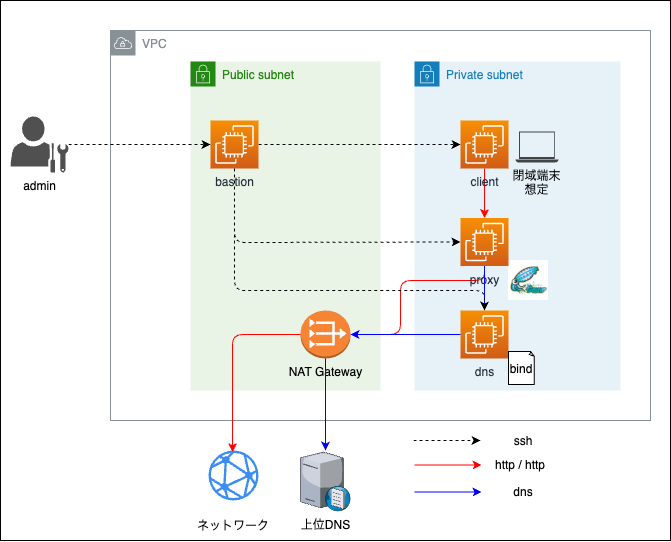 VPC
Public subnet
Private subnet
admin
bastion
client
閉域端末
想定
proxy
NAT Gateway
dns
bind
ssh
http / http
dns
ネットワーク
上位DNS